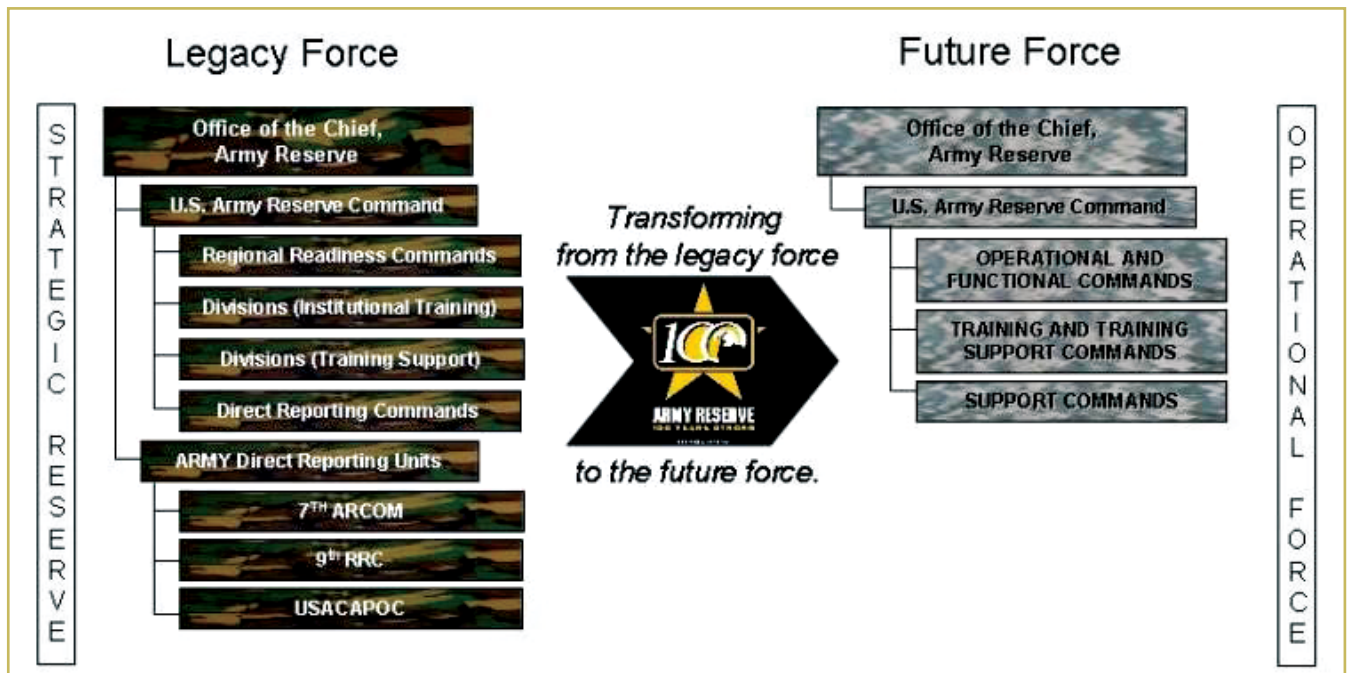 Legacy Force
Future Force
STRATEGIC RESERVE
Office of the Chief,
Army Reserve
U.S. Army Reserve Command
Regional Readiness Commands
Divisions (Institutional Training)
Divisions (Training Support)
Direct Reporting Commands
ARMY Direct Reporting Units
7TH ARCOM
9th RRC
USACAPOC
Transforming
from the legacy force
100
ARMY RESERVE
100 YEARS STRONG
to the future force.
Office of the Chief,
Army Reserve
U.S. Army Reserve Command
OPERATIONAL AND
FUNCTIONAL COMMANDS
TRAINING AND TRAINING
SUPPORT COMMANDS
SUPPORT COMMANDS
OPERATIONAL FORCE